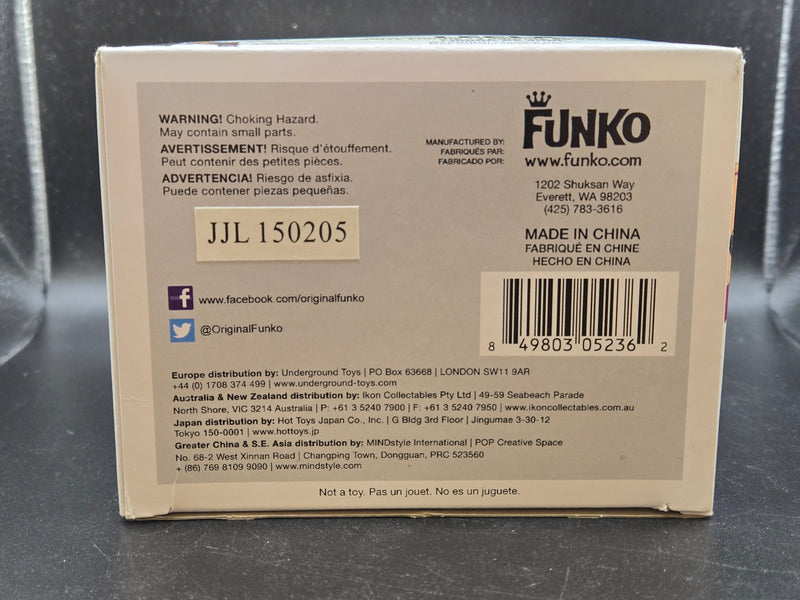 WARNING! Choking Hazard.
May contain small parts.
AVERTISSEMENT! Risque d'étouffement.
Peut contenir des petites pièces.
ADVERTENCIA! Riesgo de asfixia.
Puede contener piezas pequeñas.
JJL 150205
www.facebook.com/originalfunko
@OriginalFunko
MANUFACTURED BY:
FABRIQUÉS PAR:
FABRICADO POR:
FUNKO
www.funko.com
1202 Shuksan Way
Everett, WA 98203
(425) 783-3616
MADE IN CHINA
FABRIQUÉ EN CHINE
HECHO EN CHINA
8 49803 05236 2
Europe distribution by: Underground Toys | PO Box 63668 | LONDON SW11 9AR
+44 (0) 1708 374 499 | www.underground-toys.com
Australia & New Zealand distribution by: Ikon Collectables Pty Ltd | 49-59 Seabeach Parade
North Shore, VIC 3214 Australia | P: +61 3 5240 7900 | F: +61 3 5240 7950 | www.ikoncollectables.com.au
Japan distribution by: Hot Toys Japan Co., Inc. | G Bldg 3rd Floor | Jingumae 3-30-12
Tokyo 150-0001 | www.hottoys.jp
Greater China & S.E. Asia distribution by: MINDstyle International | POP Creative Space
No. 68-2 West Xinnan Road | Changping Town, Dongguan, PRC 523560
+ (86) 769 8109 9090 | www.mindstyle.com
Not a toy. Pas un jouet. No es un juguete.